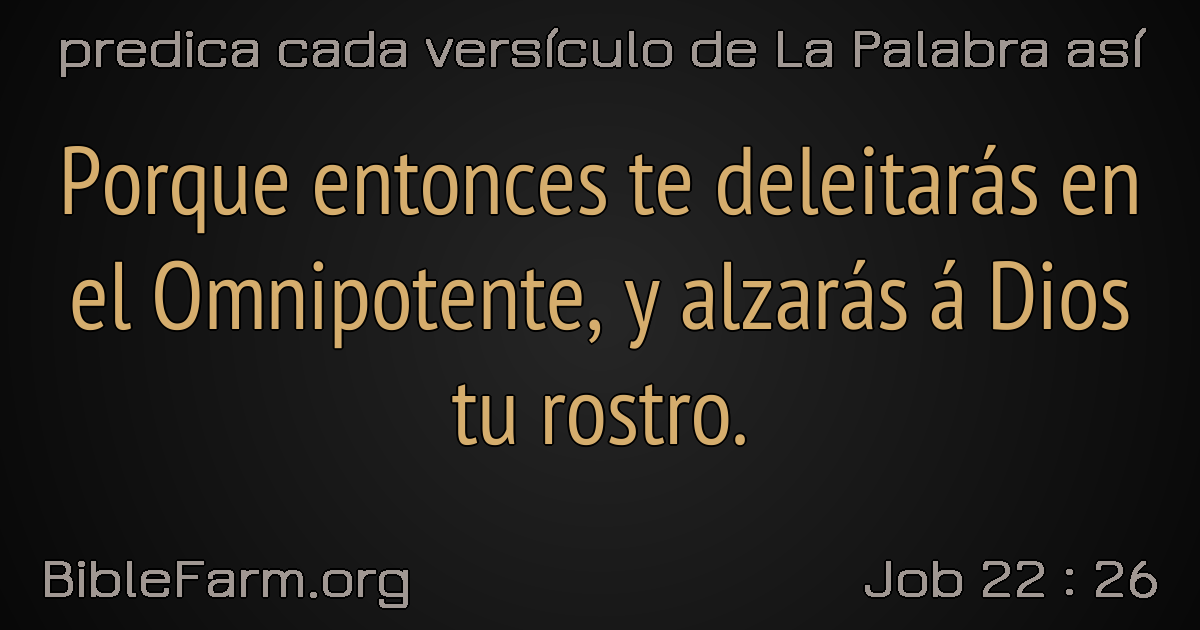 predica cada versículo de La Palabra así
Porque entonces te deleitarás en
el Omnipotente, y alzarás á Dios
tu rostro.
BibleFarm.org
Job 22 : 26